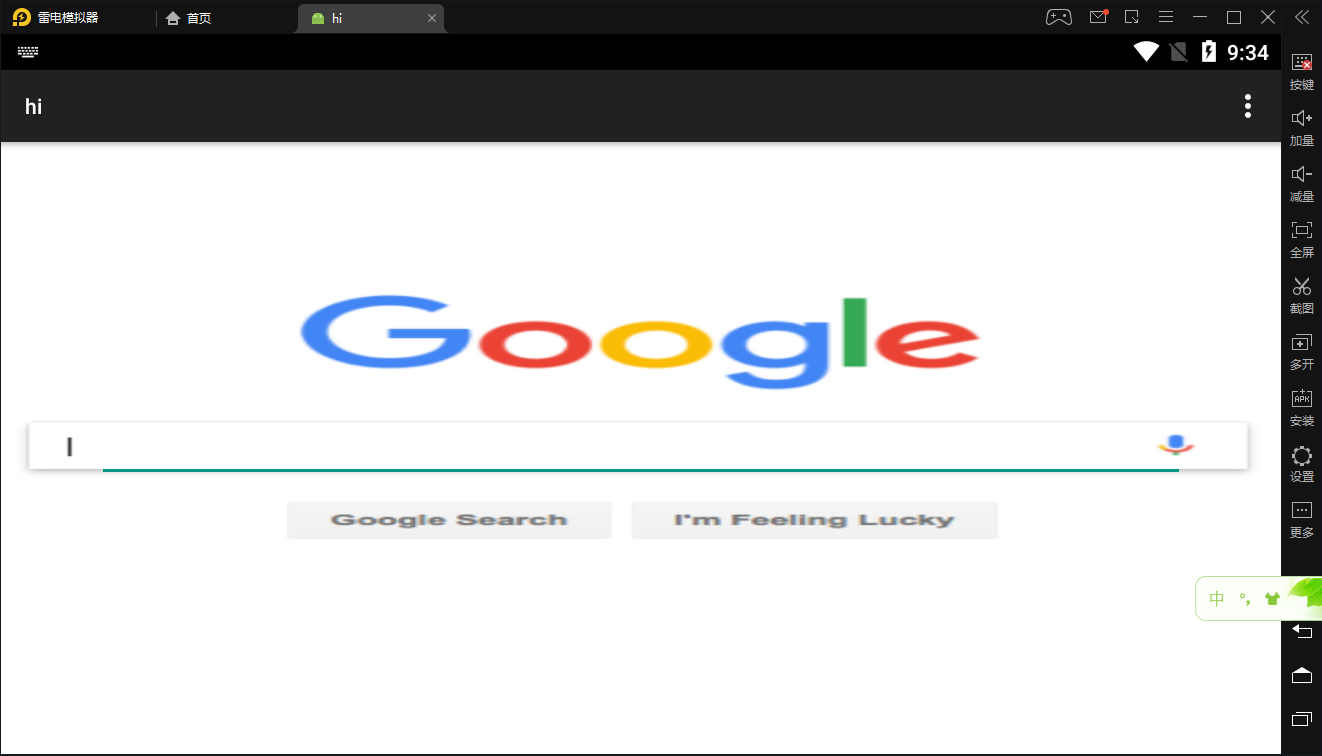 雷电模拟器
首页
hi
9:34
hi
Google
Google Search
I'm Feeling Lucky
按键
加量
减量
全屏
截图
多开
APK
安装
设置
更多
中 °,